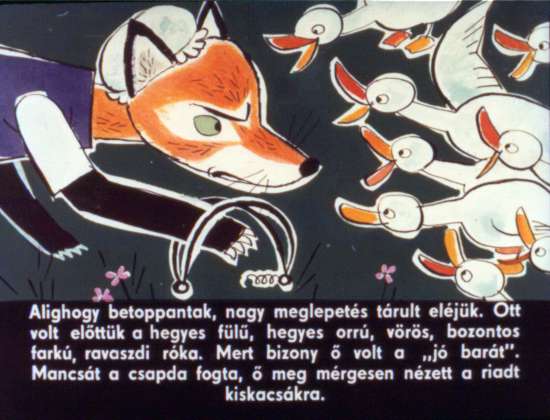 Alighogy betoppantak, nagy meglepetés tárult eléjük. Ott
volt előttük a hegyes fülű, hegyes orrú, vörös, bozontos
farkú, ravaszdi róka. Mert bizony ő volt a „jó barát".
Mancsát a csapda fogta, ő meg mérgesen nézett a riadt
kiskacsákra.